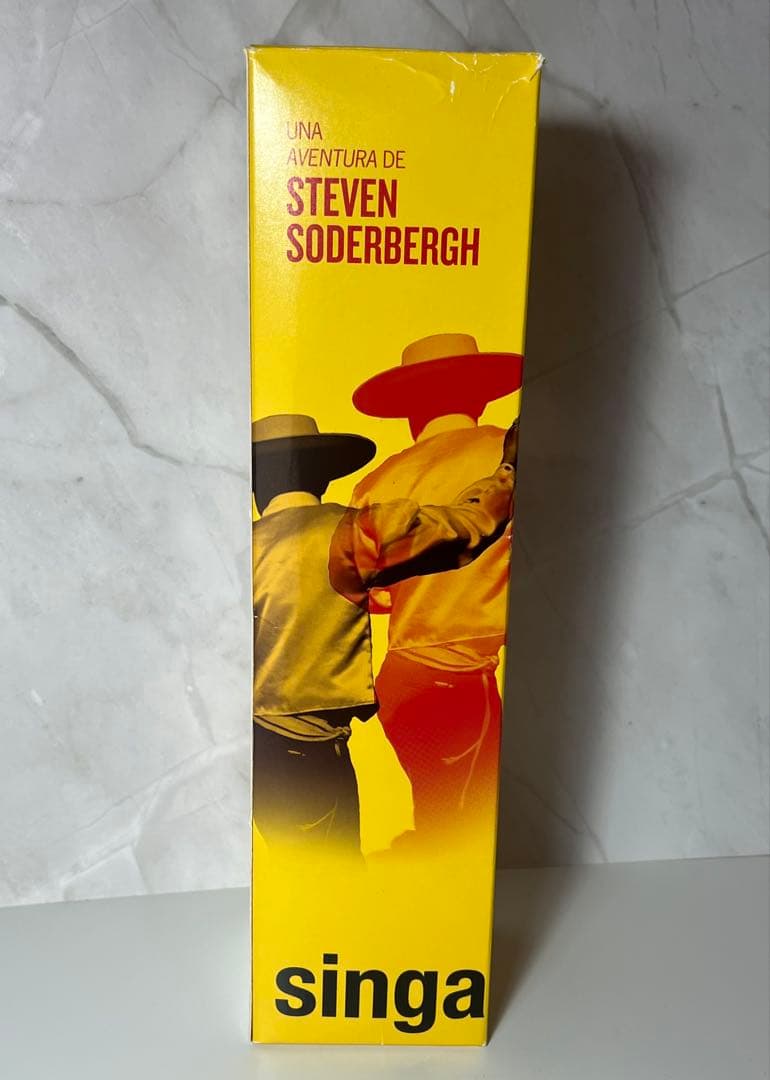 UNA
AVENTURA DE
STEVEN
SODERBERGH
singa